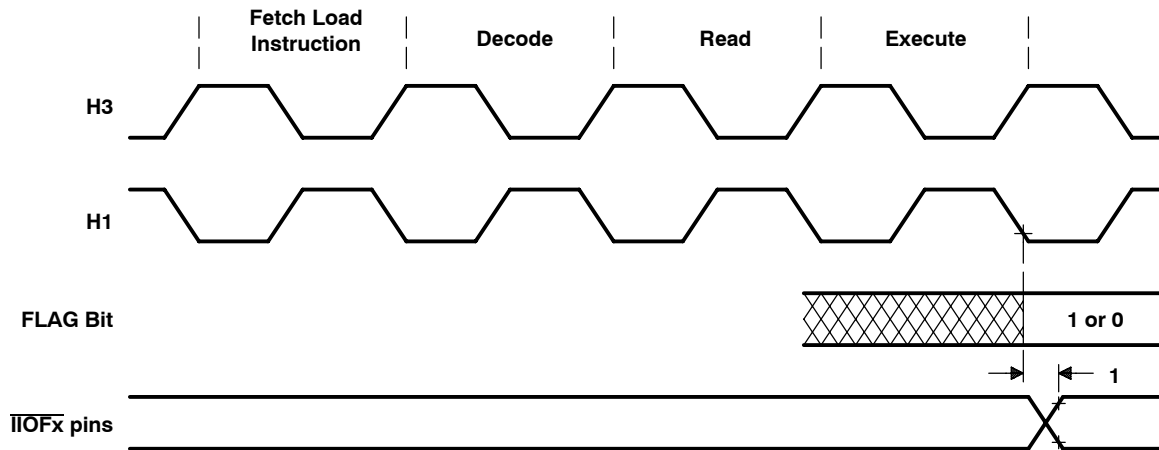 Fetch Load
Instruction
Decode
Read
Execute
H3
H1
FLAG Bit
1 or 0
1
IIOFx pins